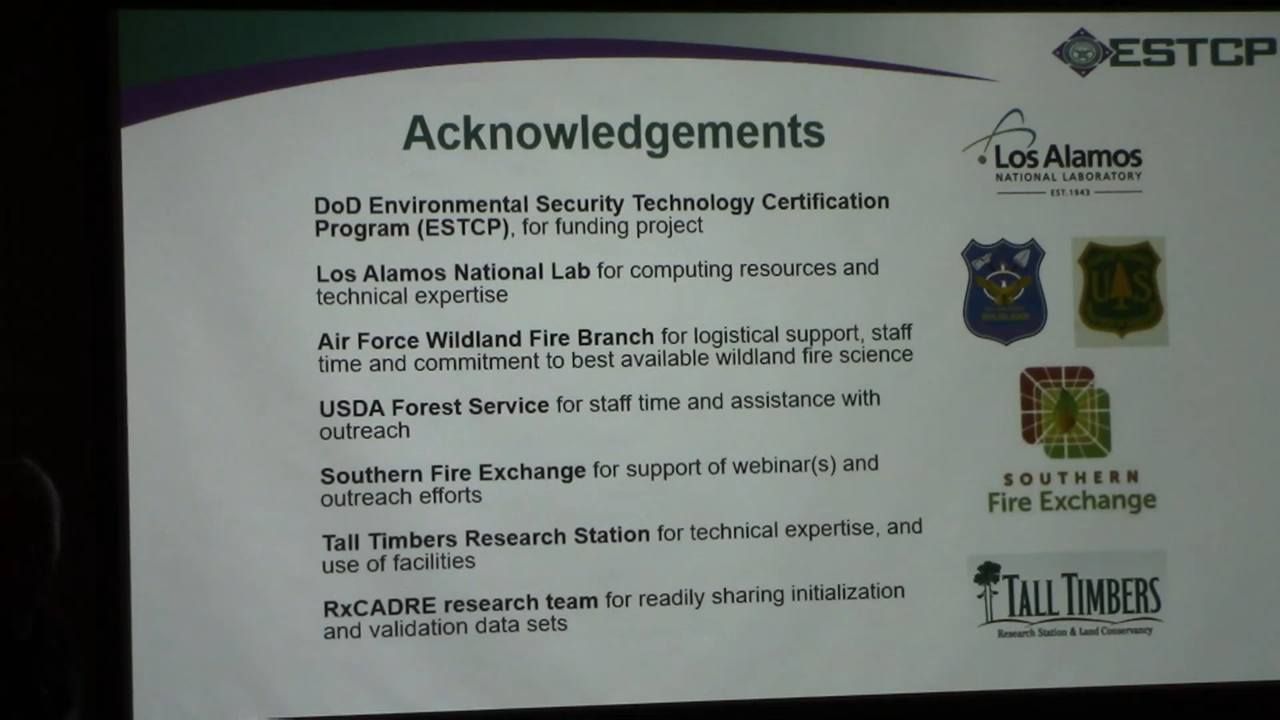 ESTCP
Acknowledgements
DoD Environmental Security Technology Certification
Program (ESTCP), for funding project
Los Alamos National Lab for computing resources and
technical expertise
Air Force Wildland Fire Branch for logistical support, staff
time and commitment to best available wildland fire science
USDA Forest Service for staff time and assistance with
outreach
Southern Fire Exchange for support of webinar(s) and
outreach efforts
Tall Timbers Research Station for technical expertise, and
use of facilities
RxCADRE research team for readily sharing initialization
and validation data sets
Los Alamos
NATIONAL LABORATORY
EST. 1943
WILDLAND
U S
SOUTHERN
Fire Exchange
TALL TIMBERS
Research Station & Land Conservancy